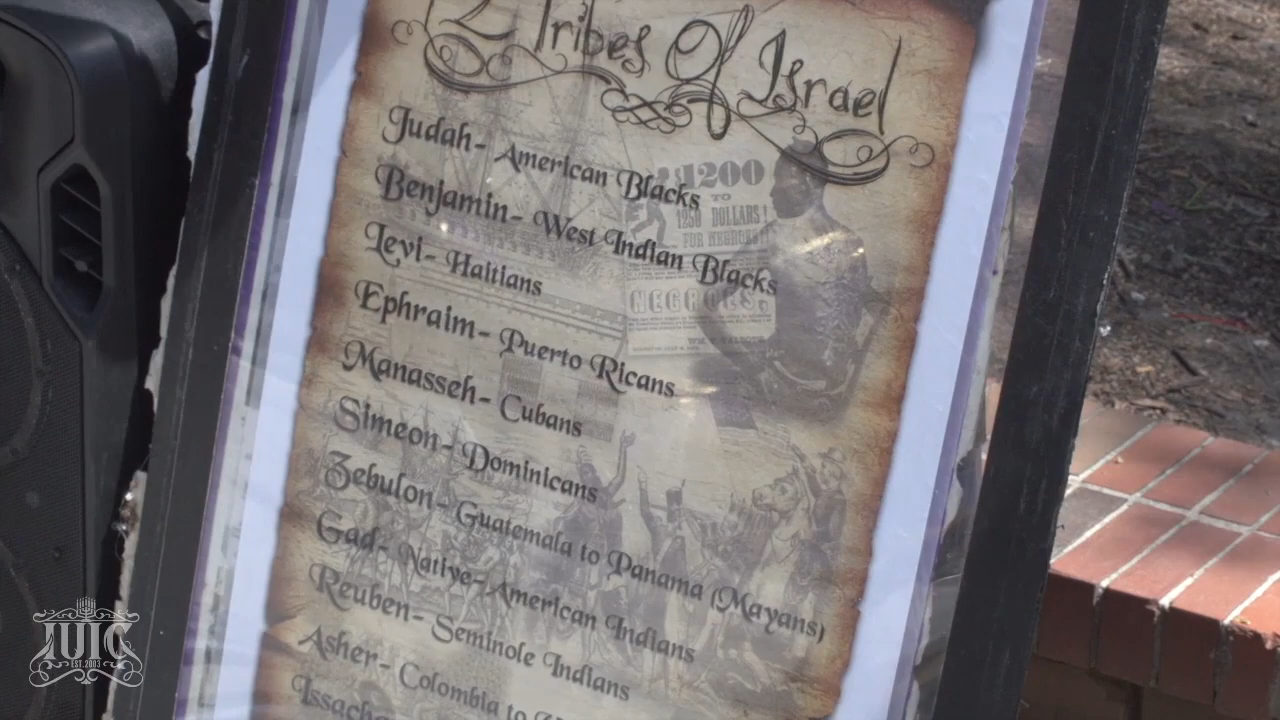 12 Tribes Of Israel
Judah- American Blacks
Benjamin- West Indian Blacks
Levi- Haitians
Ephraim- Puerto Ricans
Manasseh- Cubans
Simeon- Dominicans
Zebulon- Guatemala to Panama (Mayans)
Gad- Native-American Indians
Reuben- Seminole Indians
Asher- Colombia to
$1200
TO
1250 DOLLARS!
FOR NEGROES!!
NEGROES,
IUIC
EST. 2003